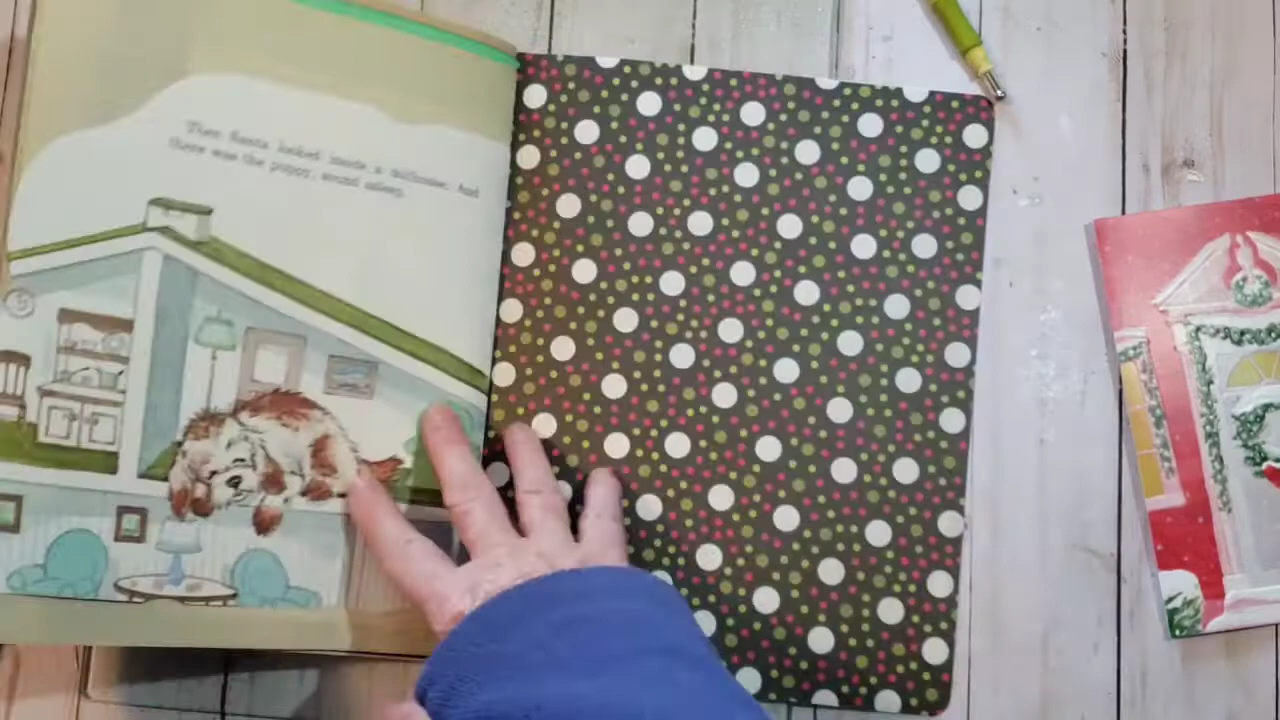 Then Santa looked inside a dollhouse. And
there was the puppy, sound asleep.